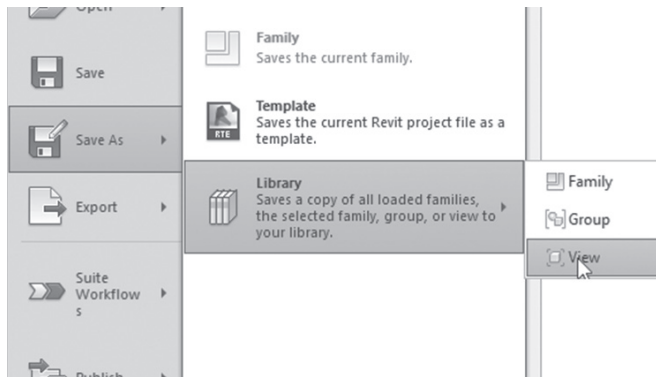 Open
Save
Save As
Export
Suite
Workflow
s
Publish
Family
Saves the current family.
Template
Saves the current Revit project file as a
template.
RTE
Library
Saves a copy of all loaded families,
the selected family, group, or view to
your library.
Family
Group
View